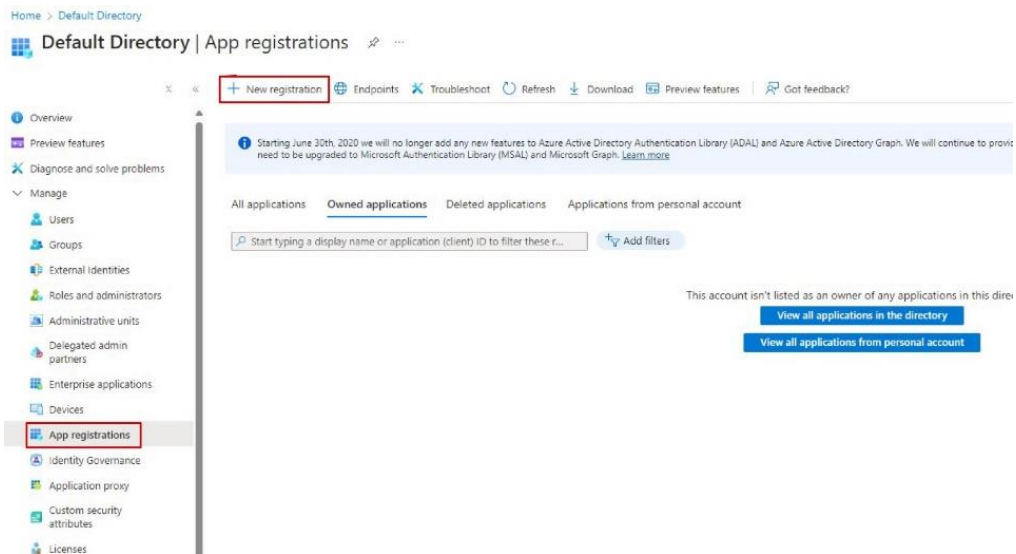 Home > Default Directory
Default Directory | App registrations
New registration
Endpoints
Troubleshoot
Refresh
Download
Preview features
Got feedback?
Overview
Preview features
Diagnose and solve problems
Manage
Users
Groups
External Identities
Roles and administrators
Administrative units
Delegated admin
partners
Enterprise applications
Devices
App registrations
Identity Governance
Application proxy
Custom security
attributes
Licenses
Starting June 30th, 2020 we will no longer add any new features to Azure Active Directory Authentication Library (ADAL) and Azure Active Directory Graph. We will continue to provid
need to be upgraded to Microsoft Authentication Library (MSAL) and Microsoft Graph. Learn more
All applications
Owned applications
Deleted applications
Applications from personal account
Start typing a display name or application (client) ID to filter these r...
Add filters
This account isn't listed as an owner of any applications in this direc
View all applications in the directory
View all applications from personal account